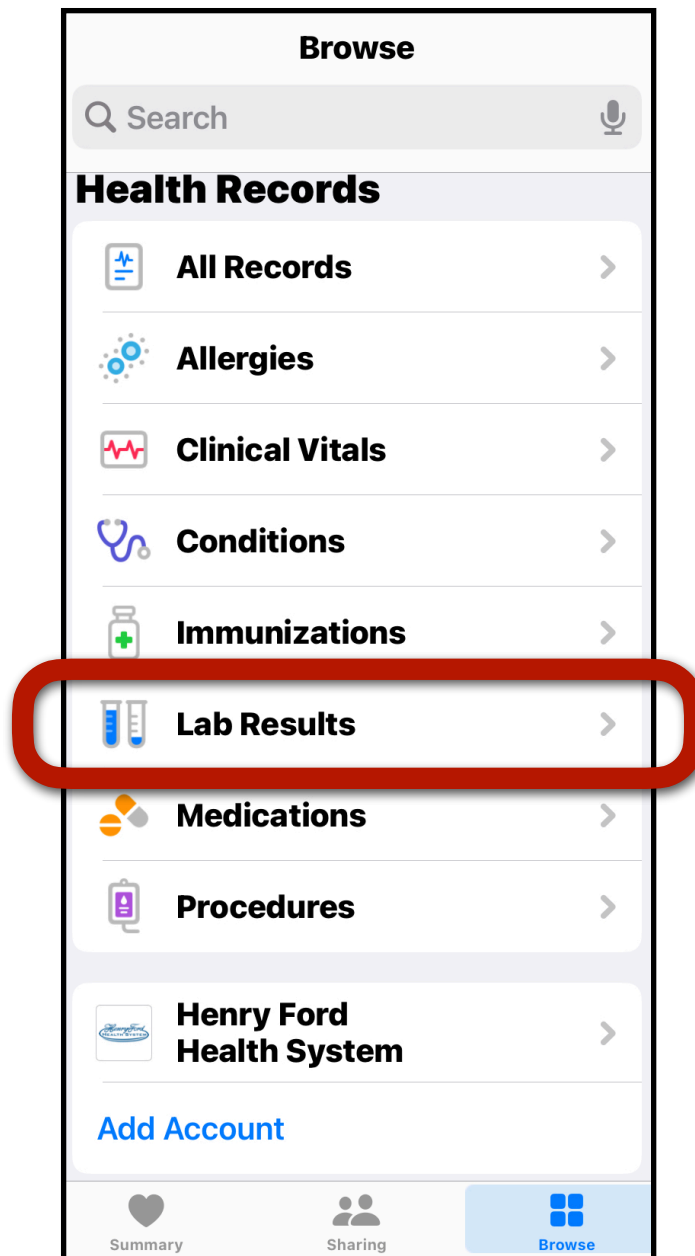 Browse
Search
Health Records
All Records
Allergies
Clinical Vitals
Conditions
Immunizations
Lab Results
Medications
Procedures
Henry Ford
Health System
Add Account
Summary
Sharing
Browse